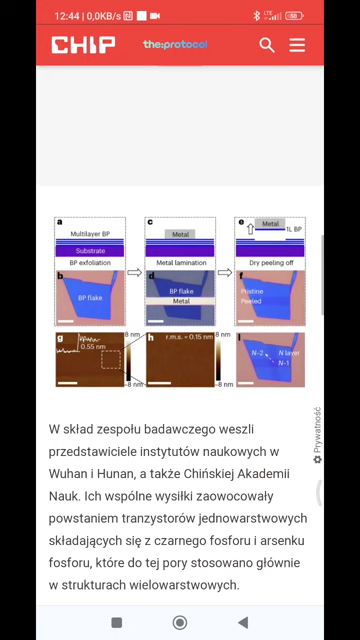 12:44 | 0,0KB/s
LTE
58
CHIP
the:protocol
a
c
e
Multilayer BP
Metal
Metal
1L BP
Substrate
BP exfoliation
Metal lamination
Dry peeling off
b
d
f
BP flake
BP flake
Metal
Pristine
Peeled
g
8 nm
h
r.m.s. = 0.15 nm
8 nm
i
0.55 nm
N-2
N layer
N-1
-8 nm
-8 nm
Prywatność
W skład zespołu badawczego weszli
przedstawiciele instytutów naukowych w
Wuhan i Hunan, a także Chińskiej Akademii
Nauk. Ich wspólne wysiłki zaowocowały
powstaniem tranzystorów jednowarstwowych
składających się z czarnego fosforu i arsenku
fosforu, które do tej pory stosowano głównie
w strukturach wielowarstwowych.